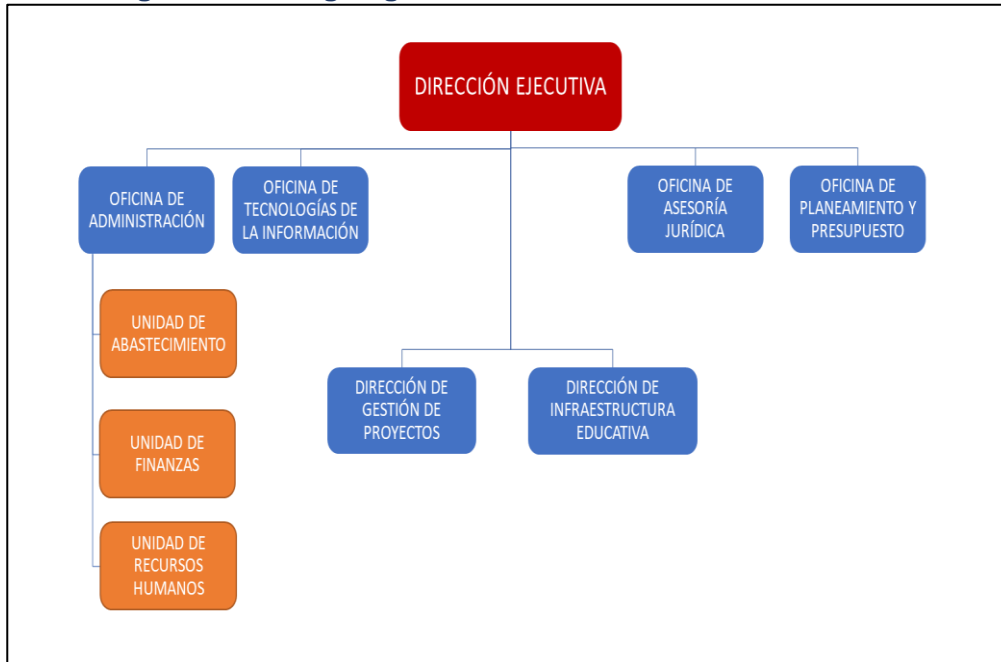 DIRECCIÓN EJECUTIVA
OFICINA DE
ADMINISTRACIÓN
OFICINA DE
TECNOLOGÍAS DE
LA INFORMACIÓN
OFICINA DE
ASESORÍA
JURÍDICA
OFICINA DE
PLANEAMIENTO Y
PRESUPUESTO
UNIDAD DE
ABASTECIMIENTO
UNIDAD DE
FINANZAS
UNIDAD DE
RECURSOS
HUMANOS
DIRECCIÓN DE
GESTIÓN DE
PROYECTOS
DIRECCIÓN DE
INFRAESTRUCTURA
EDUCATIVA